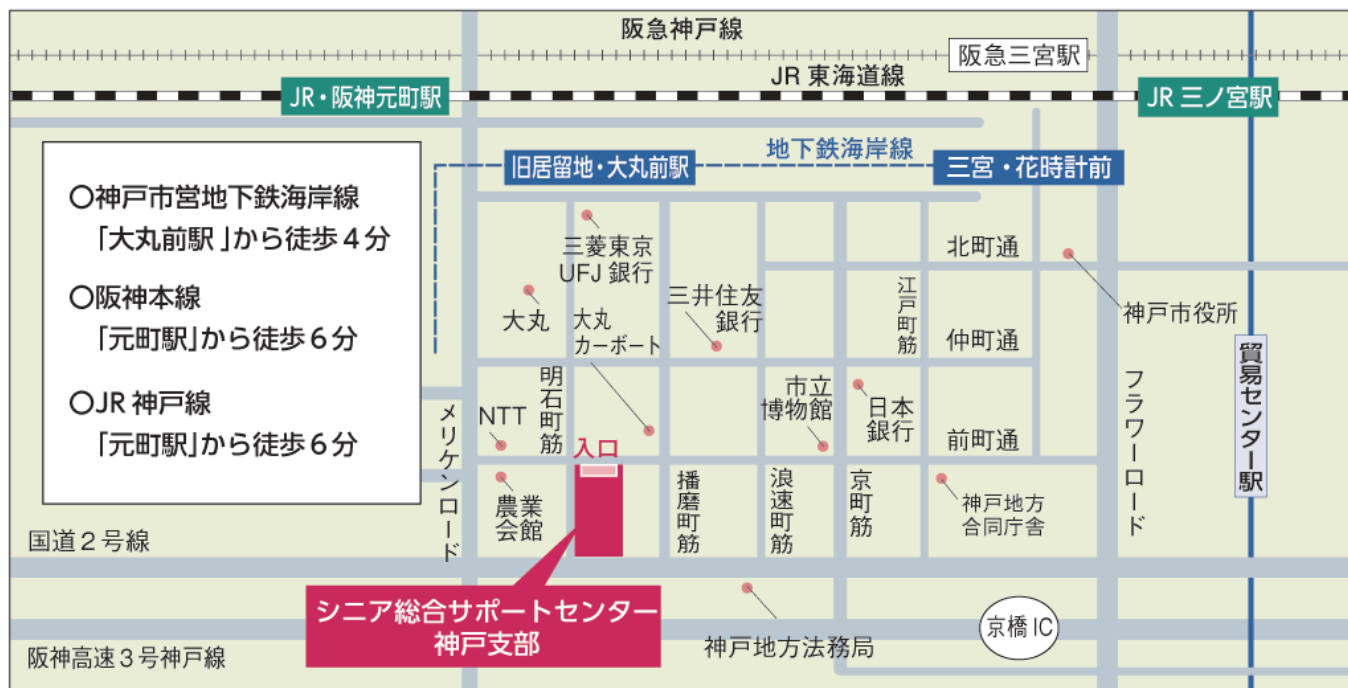 阪急神戸線
阪急三宮駅
JR 東海道線
JR・阪神元町駅
JR 三ノ宮駅
地下鉄海岸線
旧居留地・大丸前駅
三宮・花時計前
〇神戸市営地下鉄海岸線
「大丸前駅」から徒歩4分
〇阪神本線
「元町駅」から徒歩6分
〇JR 神戸線
「元町駅」から徒歩6分
三菱東京
UFJ 銀行
北町通
大丸
三井住友
銀行
江戸町筋
神戸市役所
大丸
カーポート
仲町通
貿易センター駅
明石町筋
市立
博物館
日本
銀行
フラワーロード
メリケンロード
NTT
入口
前町通
農業
会館
播磨町筋
浪速町筋
京町筋
神戸地方
合同庁舎
国道2号線
シニア総合サポートセンター
神戸支部
神戸地方法務局
京橋 IC
阪神高速3号神戸線